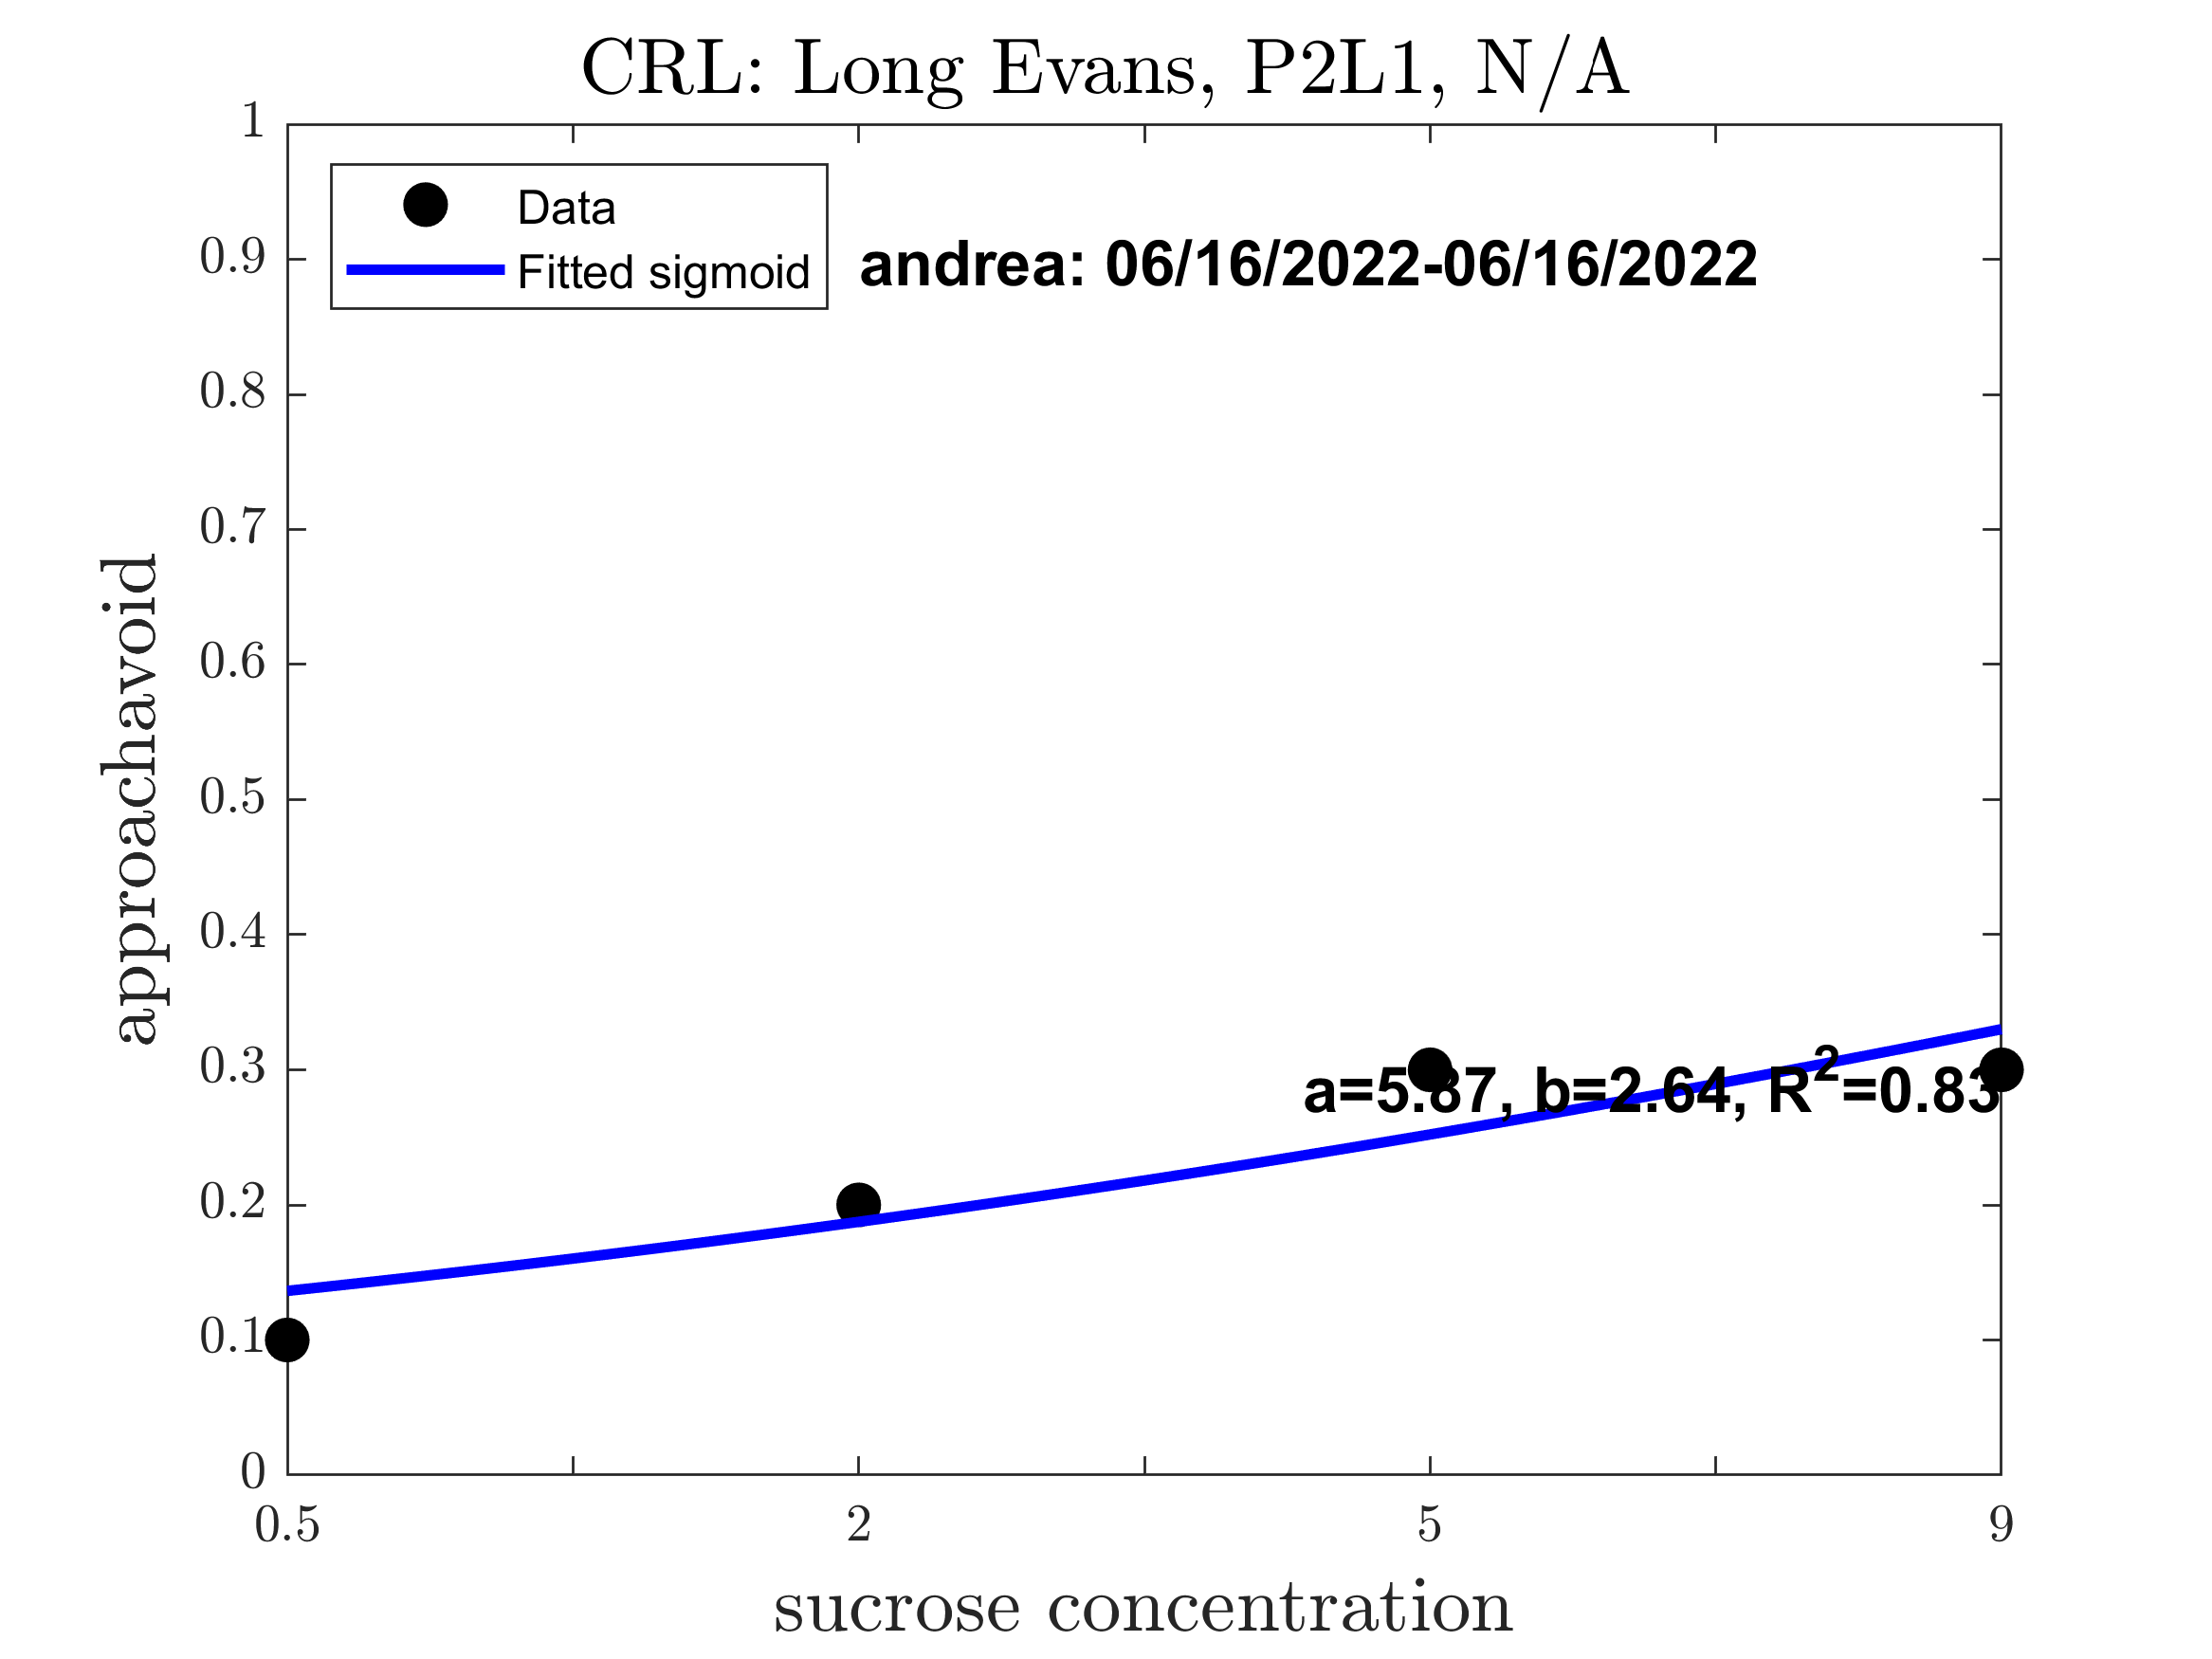 CRL: Long Evans, P2L1, N/A
1
0.9
0.8
0.7
0.6
0.5
0.4
0.3
0.2
0.1
0
approachavoid
Data
Fitted sigmoid
andrea: 06/16/2022-06/16/2022
a=5.87, b=2.64, R²=0.83
0.5 2 5 9
sucrose concentration